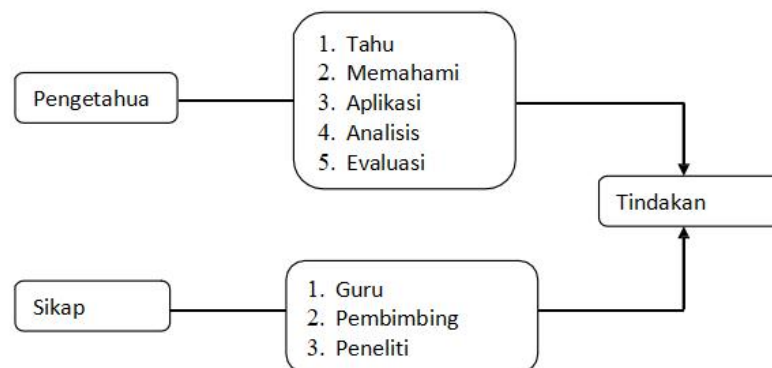 Pengetahua
1. Tahu
2. Memahami
3. Aplikasi
4. Analisis
5. Evaluasi
Tindakan
Sikap
1. Guru
2. Pembimbing
3. Peneliti